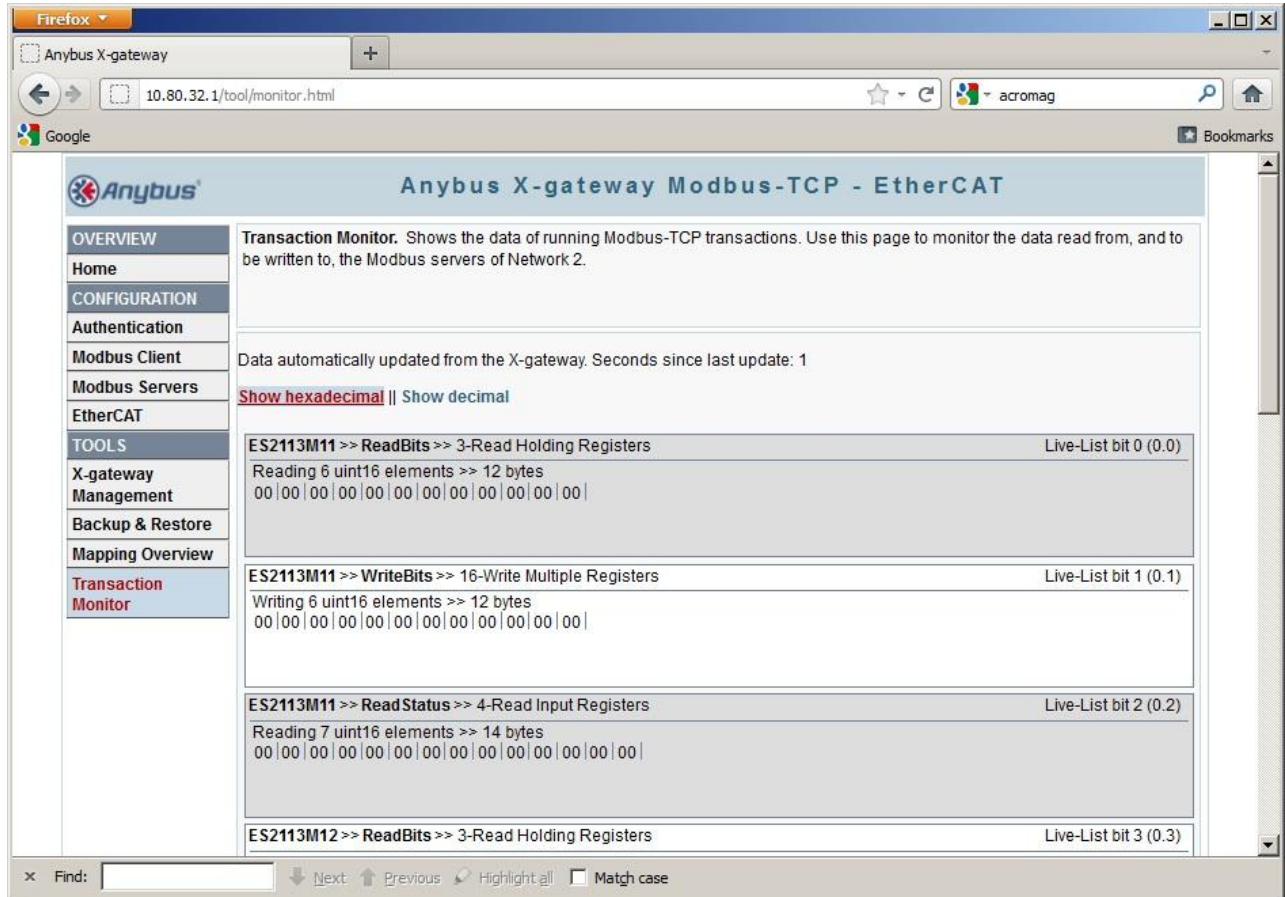 Firefox
Anybus X-gateway
10.80.32.1/tool/monitor.html
acromag
Google
Bookmarks
Anybus
Anybus X-gateway Modbus-TCP - EtherCAT
OVERVIEW
Home
CONFIGURATION
Authentication
Modbus Client
Modbus Servers
EtherCAT
TOOLS
X-gateway
Management
Backup & Restore
Mapping Overview
Transaction
Monitor
Transaction Monitor. Shows the data of running Modbus-TCP transactions. Use this page to monitor the data read from, and to
be written to, the Modbus servers of Network 2.
Data automatically updated from the X-gateway. Seconds since last update: 1
Show hexadecimal || Show decimal
ES2113M11 >> ReadBits >> 3-Read Holding Registers Live-List bit 0 (0.0)
Reading 6 uint16 elements >> 12 bytes
00|00|00|00|00|00|00|00|00|00|00|00|
ES2113M11 >> WriteBits >> 16-Write Multiple Registers Live-List bit 1 (0.1)
Writing 6 uint16 elements >> 12 bytes
00|00|00|00|00|00|00|00|00|00|00|00|
ES2113M11 >> ReadStatus >> 4-Read Input Registers Live-List bit 2 (0.2)
Reading 7 uint16 elements >> 14 bytes
00|00|00|00|00|00|00|00|00|00|00|00|00|00|
ES2113M12 >> ReadBits >> 3-Read Holding Registers Live-List bit 3 (0.3)
× Find: Next Previous Highlight all Match case